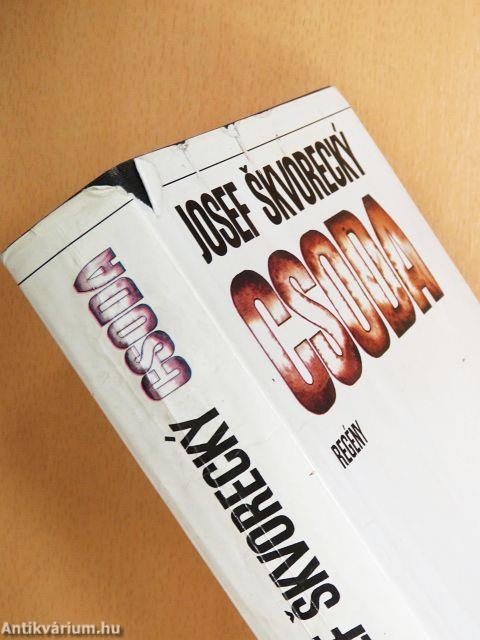 JOSEF ŠKVORECKÝ
CSODA
REGÉNY
CSODA
F ŠKVORECKÝ
Antikvárium.hu